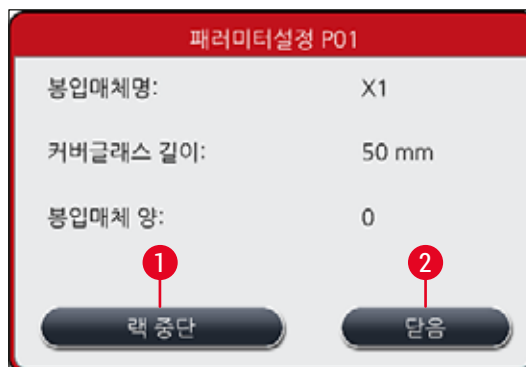 패러미터설정 P01
봉입매체명: X1
커버글래스 길이: 50 mm
봉입매체 양: 0
1 2
랙 중단 닫음